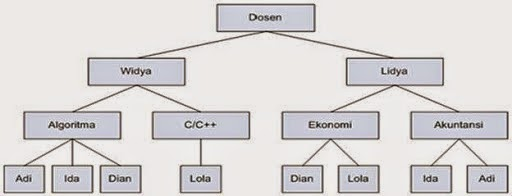 Dosen
Widya Lidya
Algoritma C/C++ Ekonomi Akuntansi
Adi Ida Dian Lola Dian Lola Ida Adi